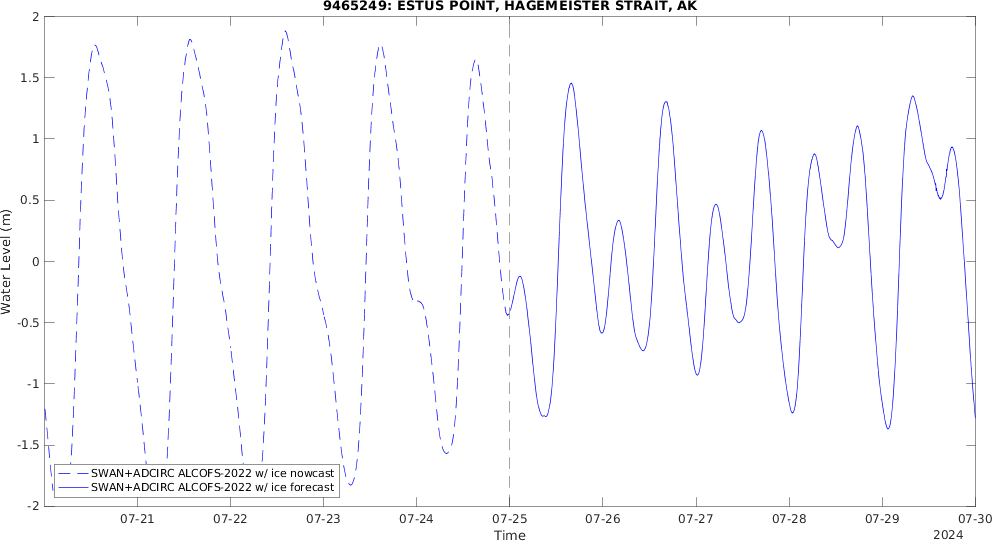 9465249: ESTUS POINT, HAGEMEISTER STRAIT, AK
Water Level (m)
2
1.5
1
0.5
0
-0.5
-1
-1.5
-2
SWAN+ADCIRC ALCOFS-2022 w/ ice nowcast
SWAN+ADCIRC ALCOFS-2022 w/ ice forecast
07-21 07-22 07-23 07-24 07-25 07-26 07-27 07-28 07-29 07-30
Time
2024